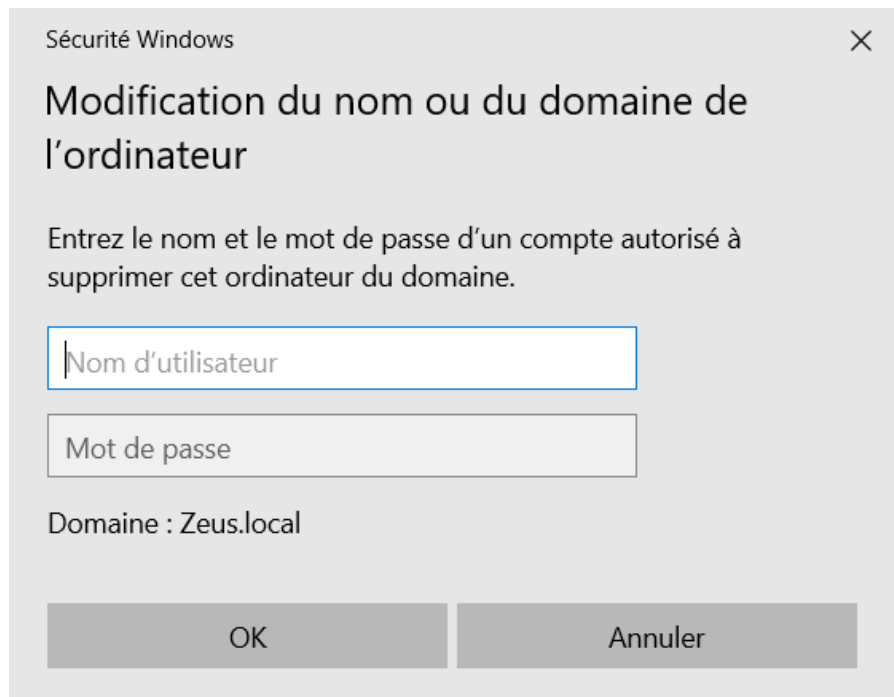 Sécurité Windows
Modification du nom ou du domaine de
l’ordinateur
Entrez le nom et le mot de passe d’un compte autorisé à
supprimer cet ordinateur du domaine.
Nom d’utilisateur
Mot de passe
Domaine : Zeus.local
OK
Annuler